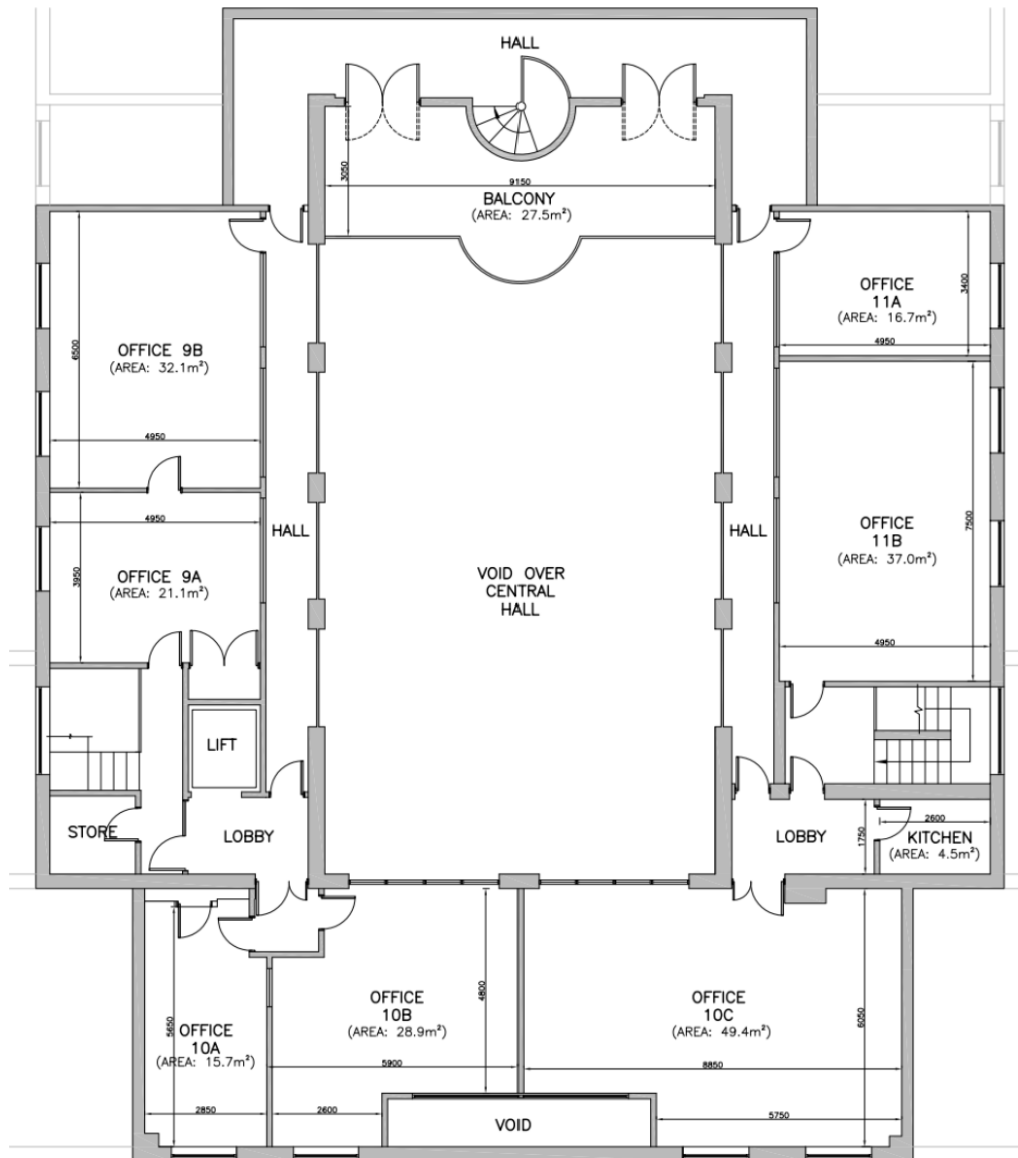 HALL
3050
9150
BALCONY
(AREA: 27.5m²)
OFFICE 9B
(AREA: 32.1m²)
6500
4950
OFFICE
11A
(AREA: 16.7m²)
3400
4950
4950
3950
OFFICE 9A
(AREA: 21.1m²)
HALL
VOID OVER
CENTRAL
HALL
HALL
OFFICE
11B
(AREA: 37.0m²)
7500
4950
LIFT
STORE
LOBBY
LOBBY
1750
2600
KITCHEN
(AREA: 4.5m²)
5650
OFFICE
10A
(AREA: 15.7m²)
2850
OFFICE
10B
(AREA: 28.9m²)
4800
5900
2600
VOID
OFFICE
10C
(AREA: 49.4m²)
6050
8850
5750